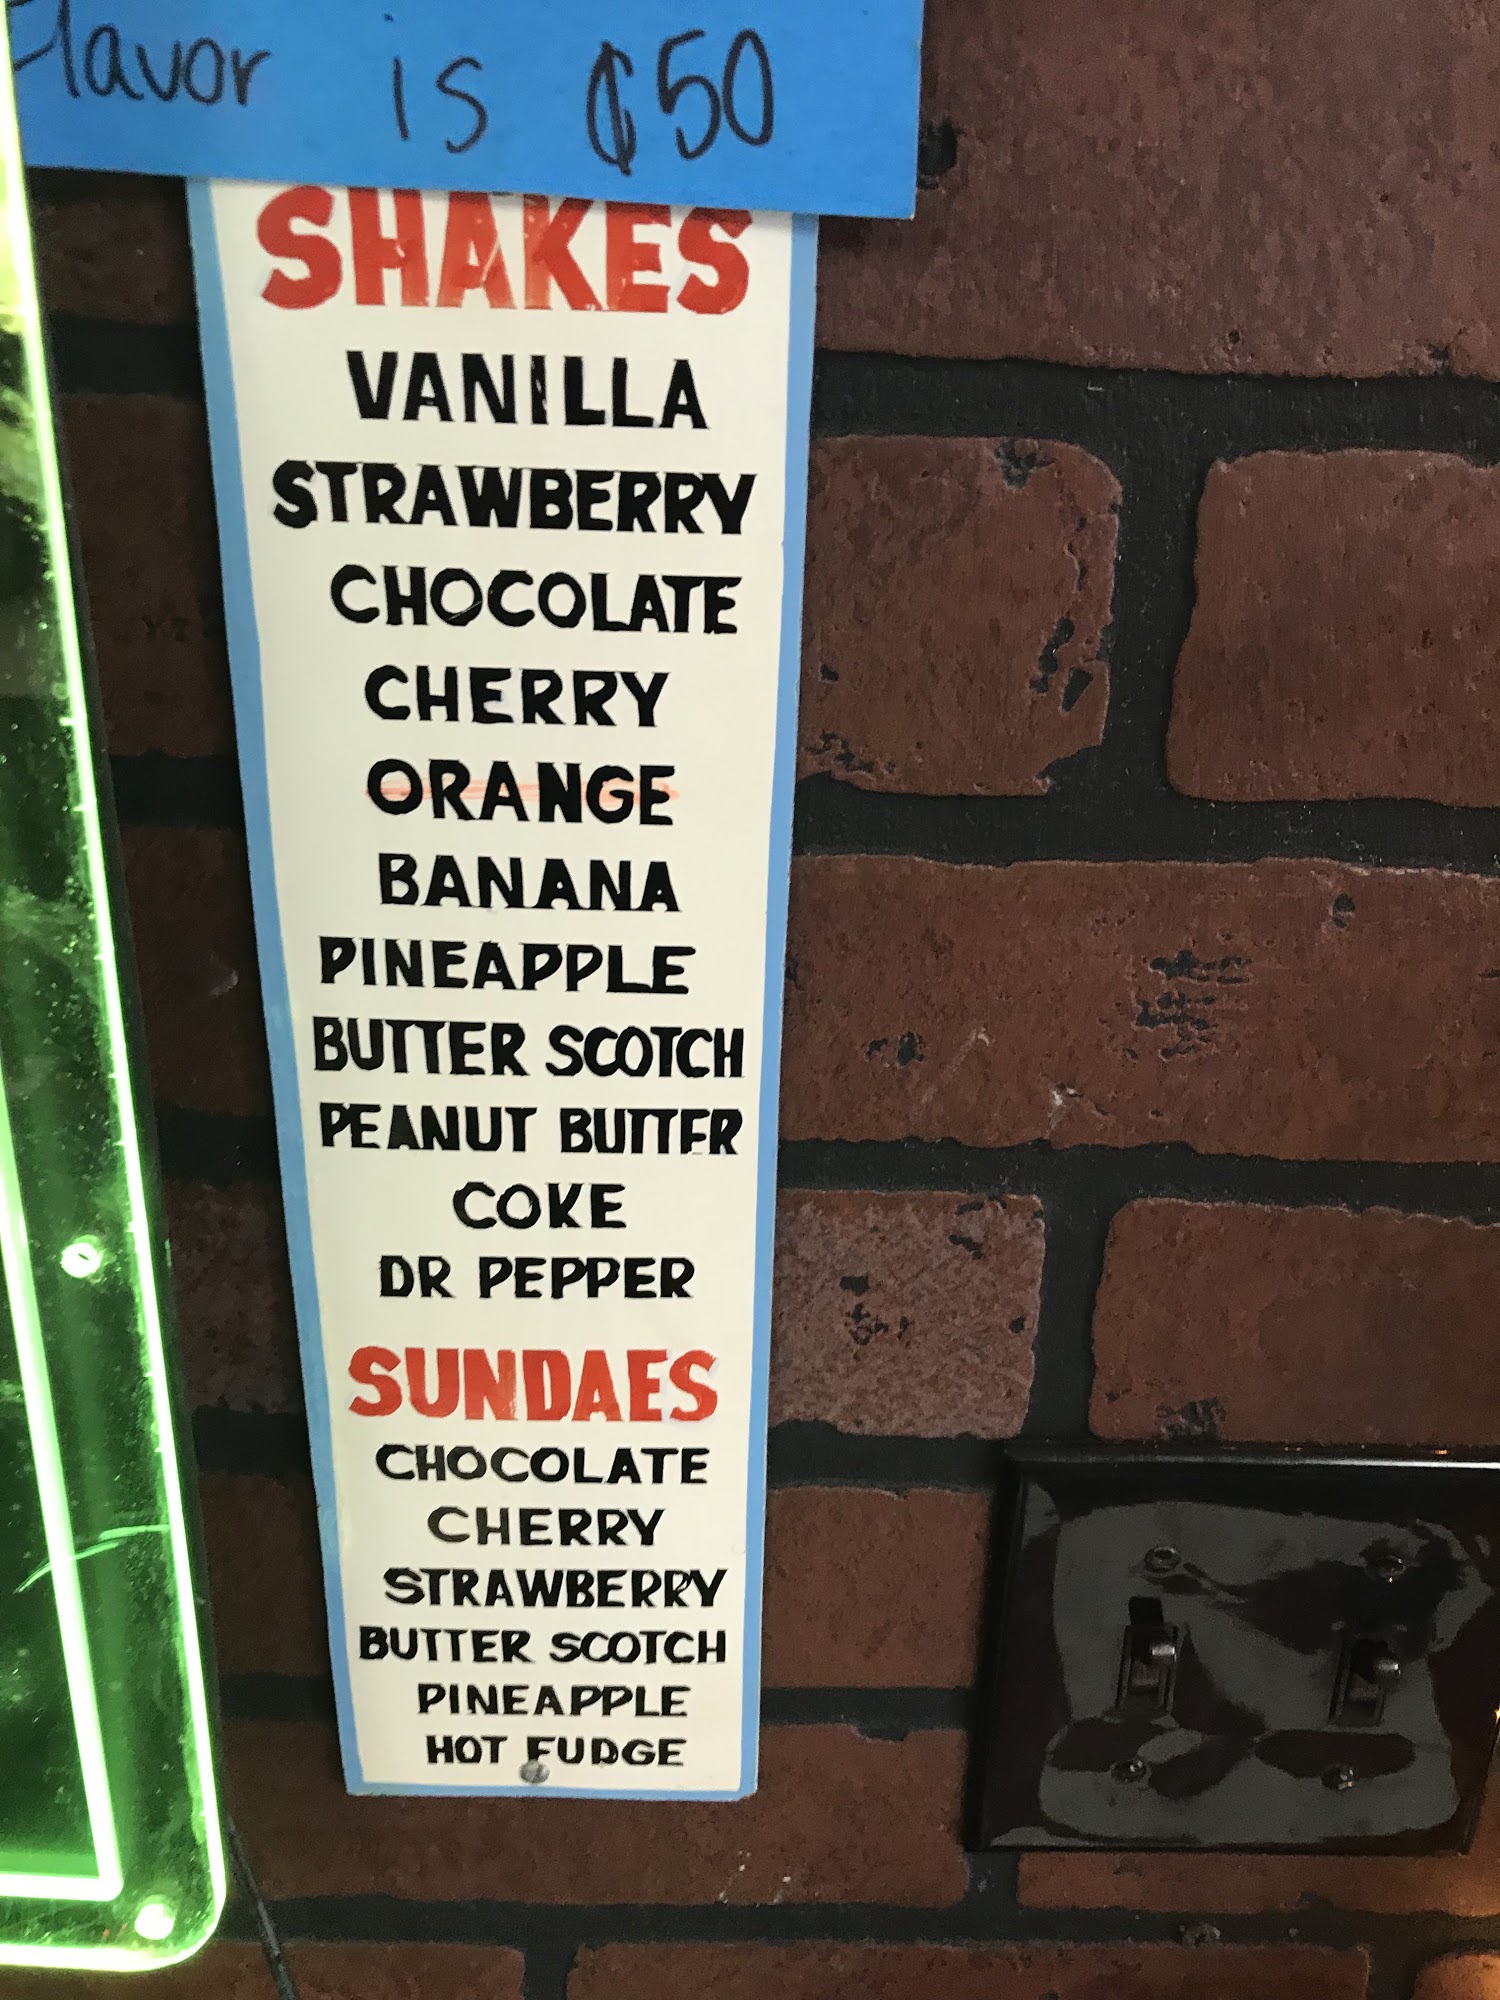 Flavor is ¢50
SHAKES
VANILLA
STRAWBERRY
CHOCOLATE
CHERRY
ORANGE
BANANA
PINEAPPLE
BUTTER SCOTCH
PEANUT BUTTER
COKE
DR PEPPER
SUNDAES
CHOCOLATE
CHERRY
STRAWBERRY
BUTTER SCOTCH
PINEAPPLE
HOT FUDGE